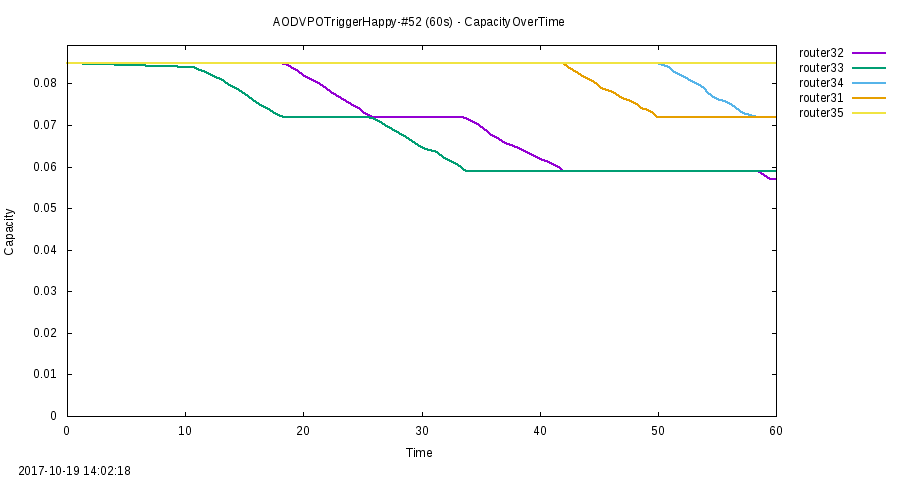 AODVPOTriggerHappy-#52 (60s) - CapacityOverTime
router32
router33
router34
router31
router35
0.08
0.07
0.06
0.05
0.04
0.03
0.02
0.01
0
Capacity
0 10 20 30 40 50 60
Time
2017-10-19 14:02:18